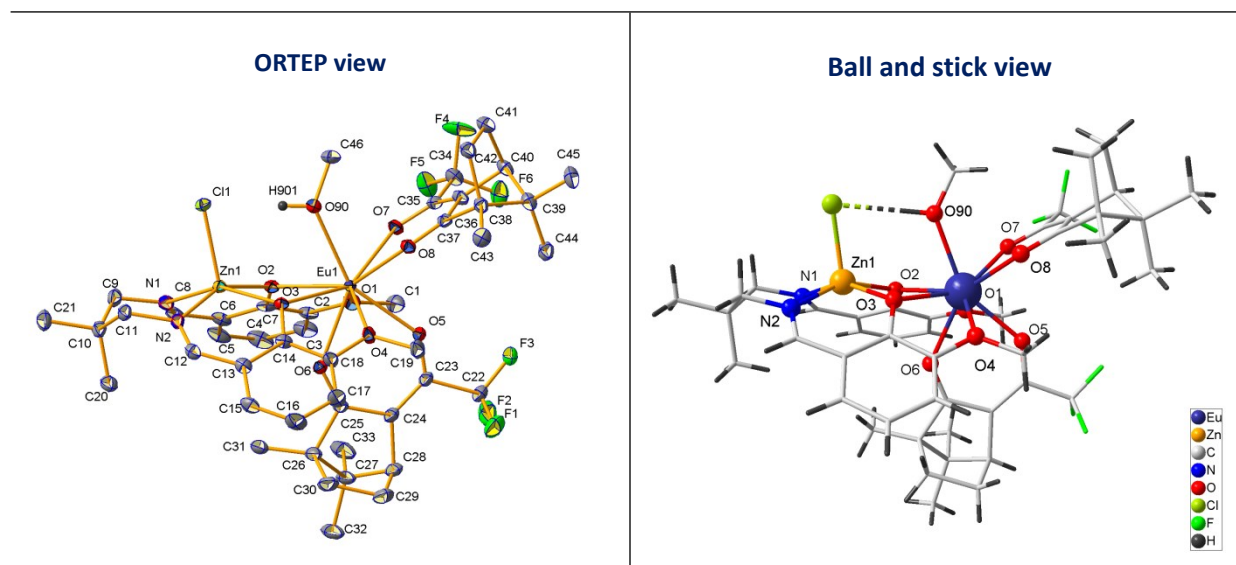 ORTEP view
C41
F4
C34
C42
C40
C45
C46
F5
F6
H901
C35
C39
Cl1
O90
O7
C36
C38
C37
C44
O8
C43
Zn1
O2
Eu1
N1
C8
O3
O1
C1
C9
C6
C2
C21
C7
O5
C11
C4
C10
N2
C5
C3
O4
C14
C19
F3
C12
C18
C23
C13
O6
C22
C20
C17
F2
C15
C16
C24
F1
C25
C33
C31
C26
C27
C28
C30
C29
C32
Ball and stick view
O90
O7
Zn1
O8
N1
O2
O3
O1
N2
O5
O4
O6
Eu
Zn
C
N
O
Cl
F
H